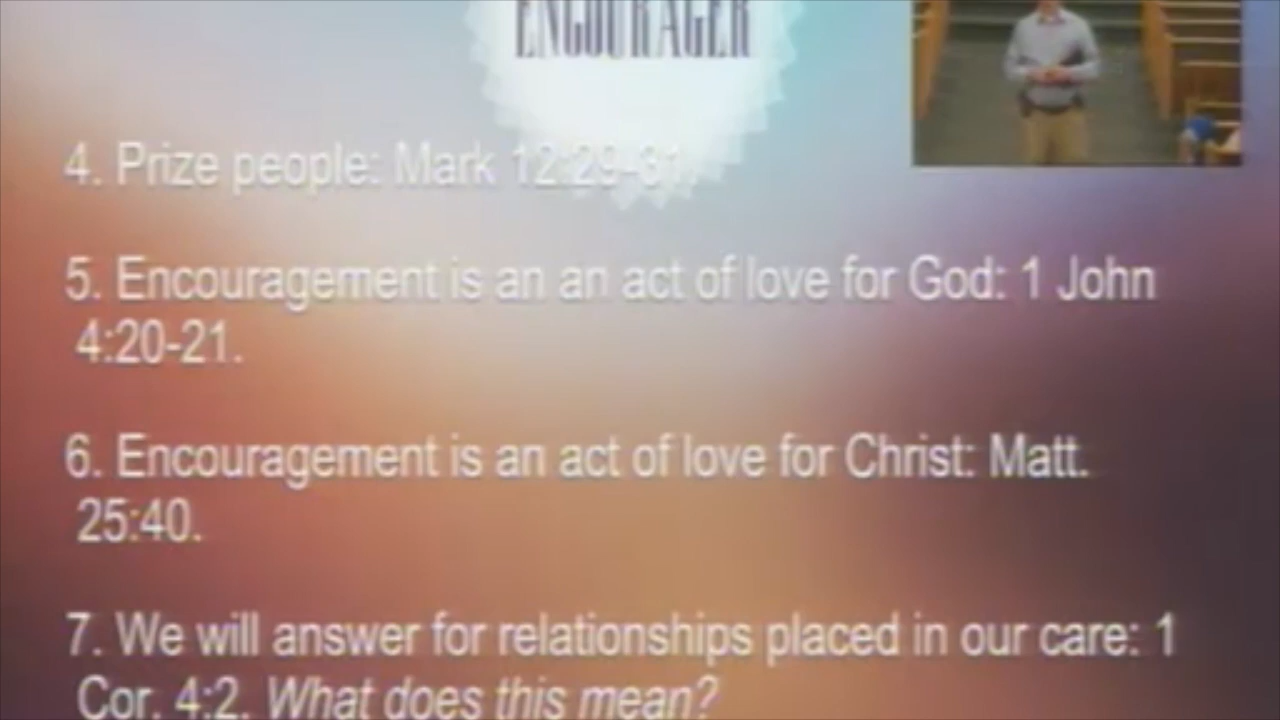 ENCOURAGER
4. Prize people: Mark 12:29-31.
5. Encouragement is an an act of love for God: 1 John
4:20-21.
6. Encouragement is an act of love for Christ: Matt.
25:40.
7. We will answer for relationships placed in our care: 1
Cor. 4:2. What does this mean?